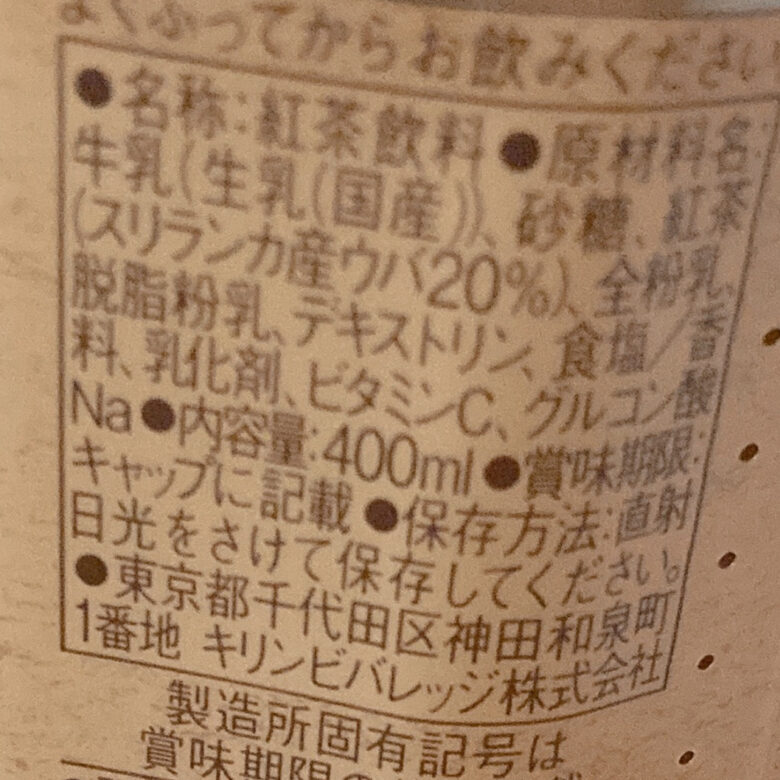 よくふってからお飲みください
●名称:紅茶飲料●原材料名:
牛乳(生乳(国産))、砂糖、紅茶
(スリランカ産ウバ20%)、全粉乳、
脱脂粉乳、デキストリン、食塩/香
料、乳化剤、ビタミンC、グルコン酸
Na●内容量:400ml●賞味期限:
キャップに記載●保存方法:直射
日光をさけて保存してください。
●東京都千代田区神田和泉町
1番地 キリンビバレッジ株式会社
製造所固有記号は
賞味期限の